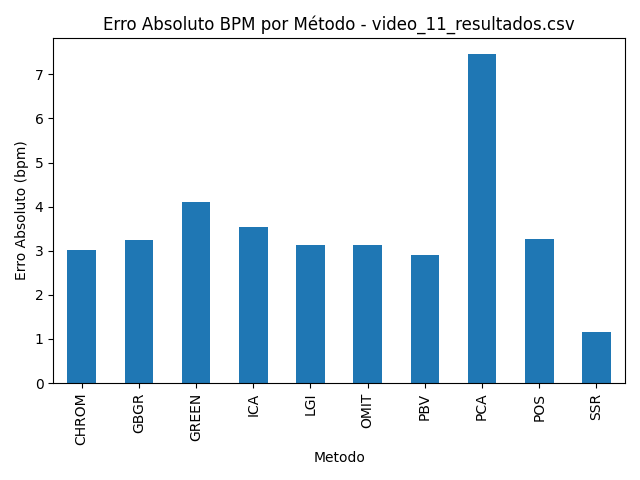 Erro Absoluto BPM por Método - video_11_resultados.csv
Erro Absoluto (bpm)
7
6
5
4
3
2
1
0
CHROM
GBGR
GREEN
ICA
LGI
OMIT
PBV
PCA
POS
SSR
Metodo